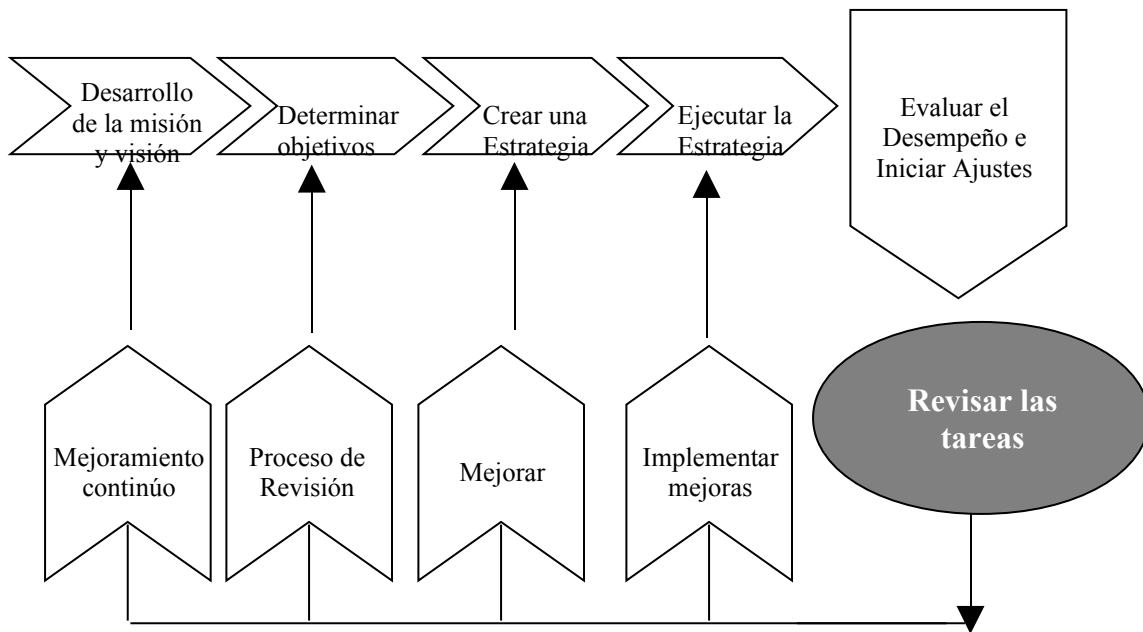 Desarrollo
de la misión
y visión
Determinar
objetivos
Crear una
Estrategia
Ejecutar la
Estrategia
Evaluar el
Desempeño e
Iniciar Ajustes
Revisar las
tareas
Mejoramiento
continúo
Proceso de
Revisión
Mejorar
Implementar
mejoras